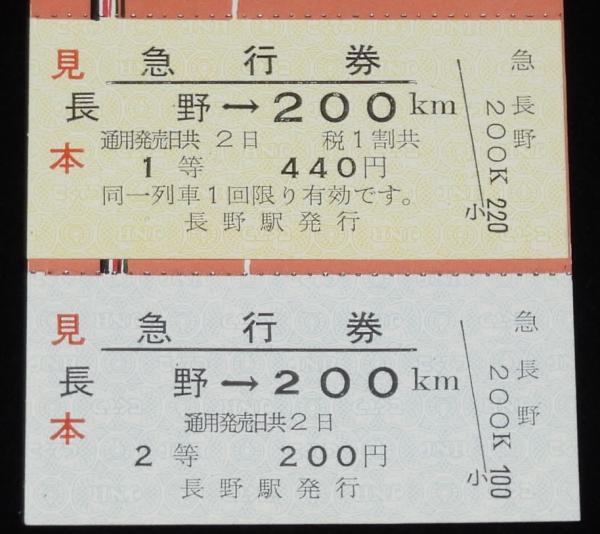 見本
急行券
長野→200km
通用発売日共2日 税1割共
1等 440円
同一列車1回限り有効です。
長野駅発行
急 長野 200K 220
小
見本
急行券
長野→200km
通用発売日共2日
2等 200円
長野駅発行
急 長野 200K 100
小